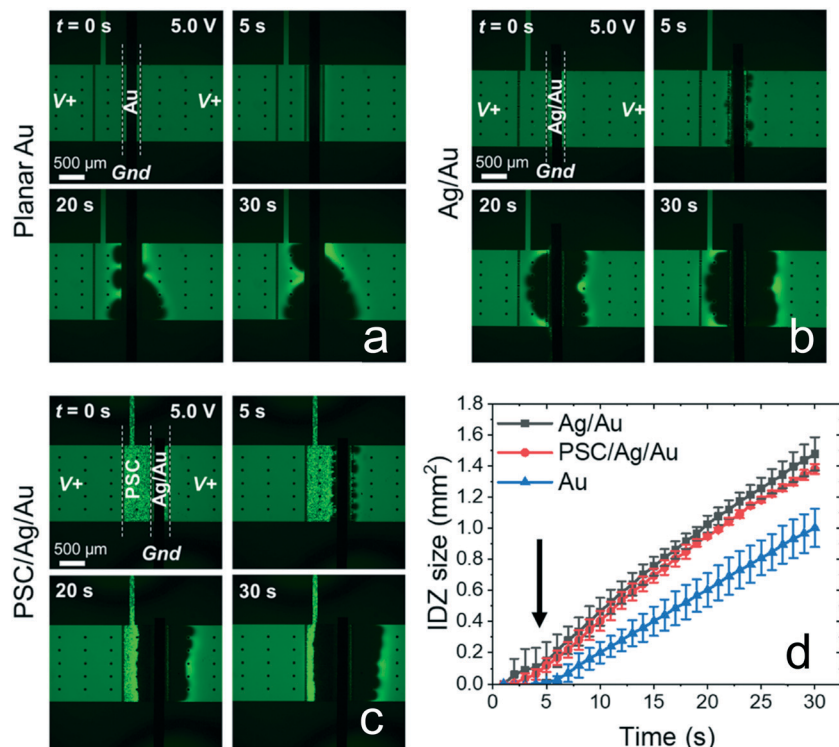 Planar Au
t = 0 s 5.0 V
V+ Au V+
500 µm Gnd
5 s
20 s
30 s
a
Ag/Au
t = 0 s 5.0 V
V+ Ag/Au V+
500 µm Gnd
5 s
20 s
30 s
b
PSC/Ag/Au
t = 0 s 5.0 V
V+ PSC Ag/Au V+
500 µm Gnd
5 s
20 s
30 s
c
IDZ size (mm²)
1.8
1.6
1.4
1.2
1.0
0.8
0.6
0.4
0.2
0.0
Ag/Au
PSC/Ag/Au
Au
d
0 5 10 15 20 25 30
Time (s)